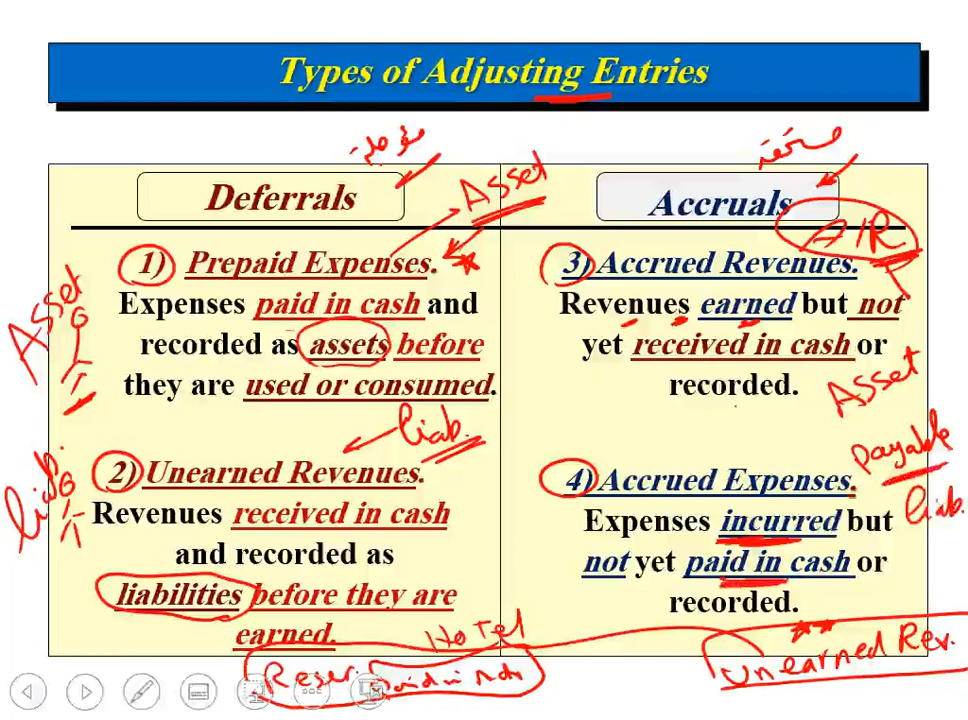 Types of Adjusting Entries
مؤجلة
Deferrals
Asset
1) Prepaid Expenses.
Expenses paid in cash and
recorded as assets before
they are used or consumed.
Asset
liab.
2) Unearned Revenues.
Revenues received in cash
and recorded as
liabilities before they are
earned.
liab.
Hotel
Reser. Paid in Adv
مستحقة
Accruals
A/R
3) Accrued Revenues.
Revenues earned but not
yet received in cash or
recorded.
Asset
payable
liab.
4) Accrued Expenses.
Expenses incurred but
not yet paid in cash or
recorded.
Unearned Rev.